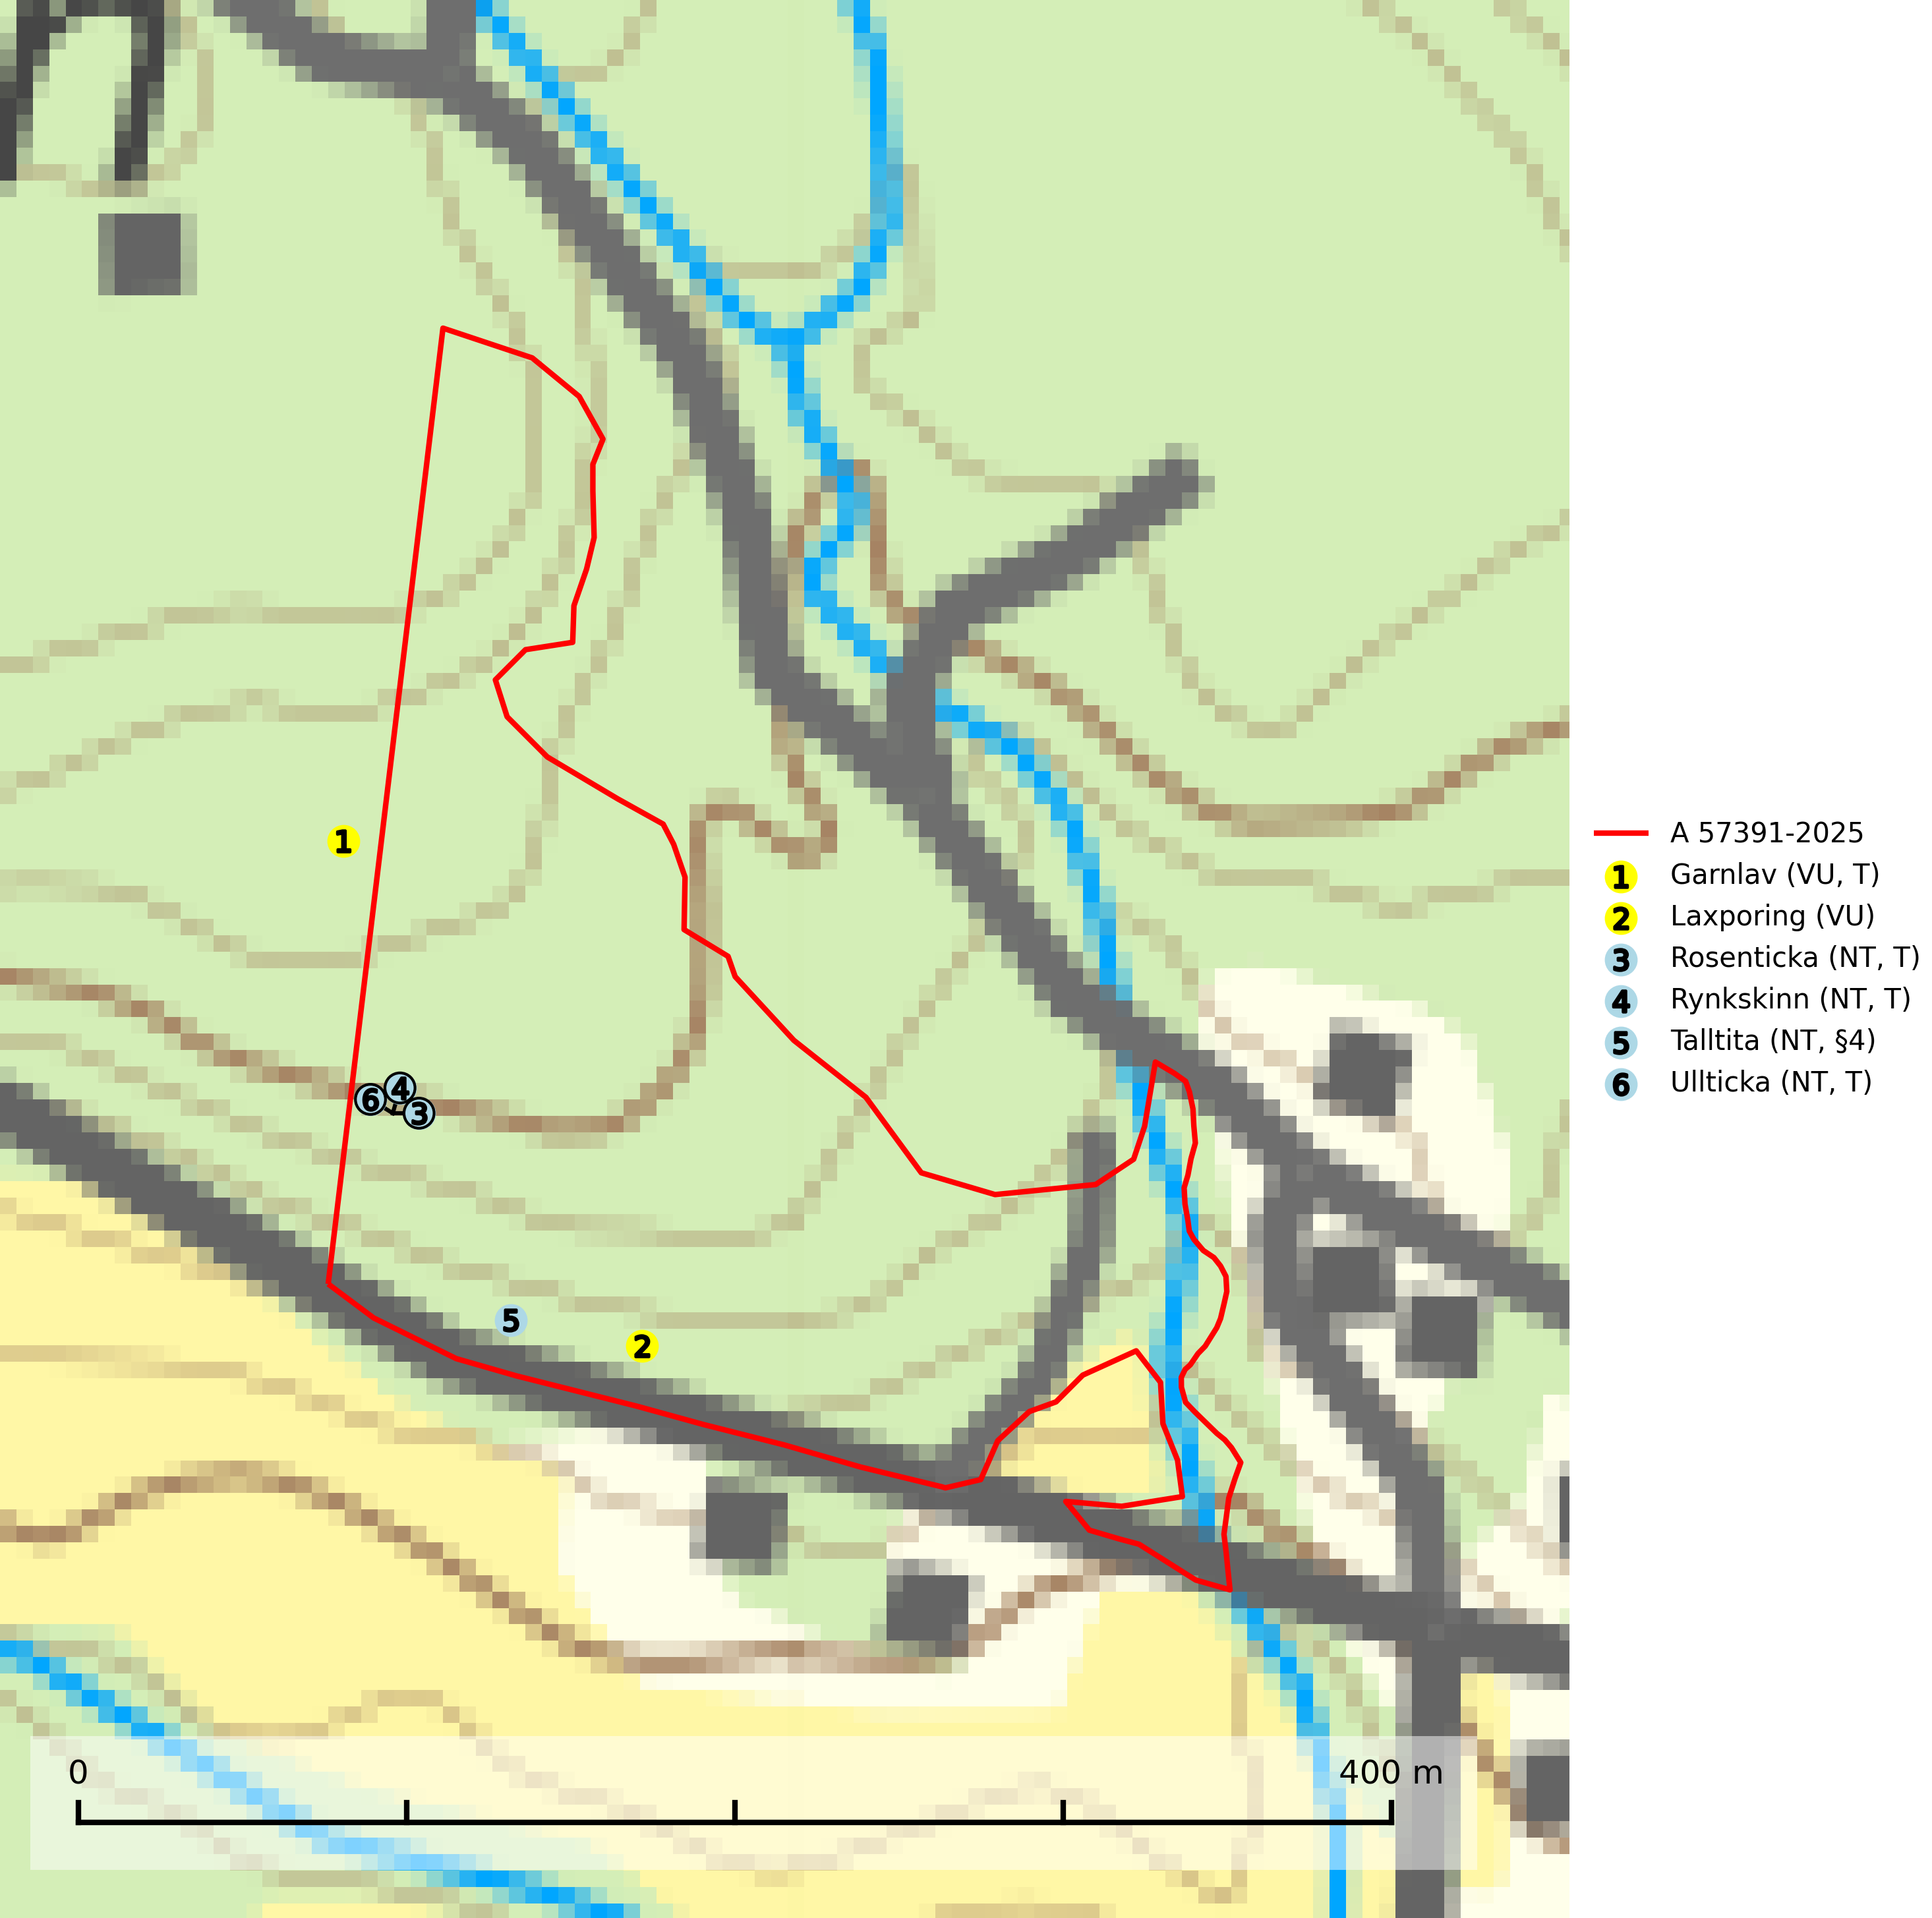 1
6
4
3
5
2
A 57391-2025
1 Garnlav (VU, T)
2 Laxporing (VU)
3 Rosenticka (NT, T)
4 Rynkskinn (NT, T)
5 Talltita (NT, §4)
6 Ullticka (NT, T)
0 400 m